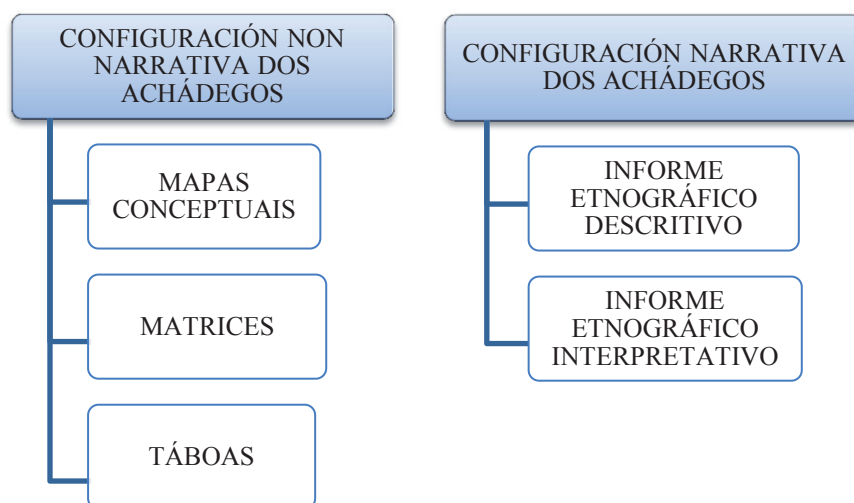 CONFIGURACIÓN NON
NARRATIVA DOS
ACHÁDEGOS
MAPAS
CONCEPTUAIS
MATRICES
TÁBOAS
CONFIGURACIÓN NARRATIVA
DOS ACHÁDEGOS
INFORME
ETNOGRÁFICO
DESCRITIVO
INFORME
ETNOGRÁFICO
INTERPRETATIVO